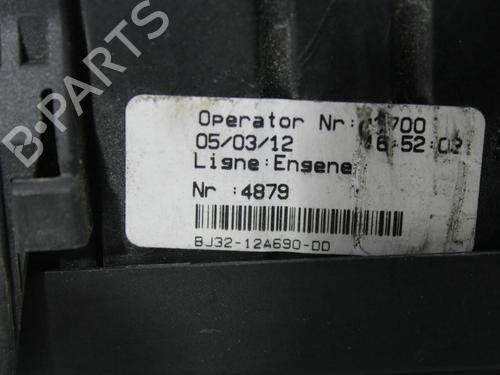 B-PARTS
Operator Nr:
05/03/12
Ligne:Engene
Nr :4879
BJ32-12A690-DD